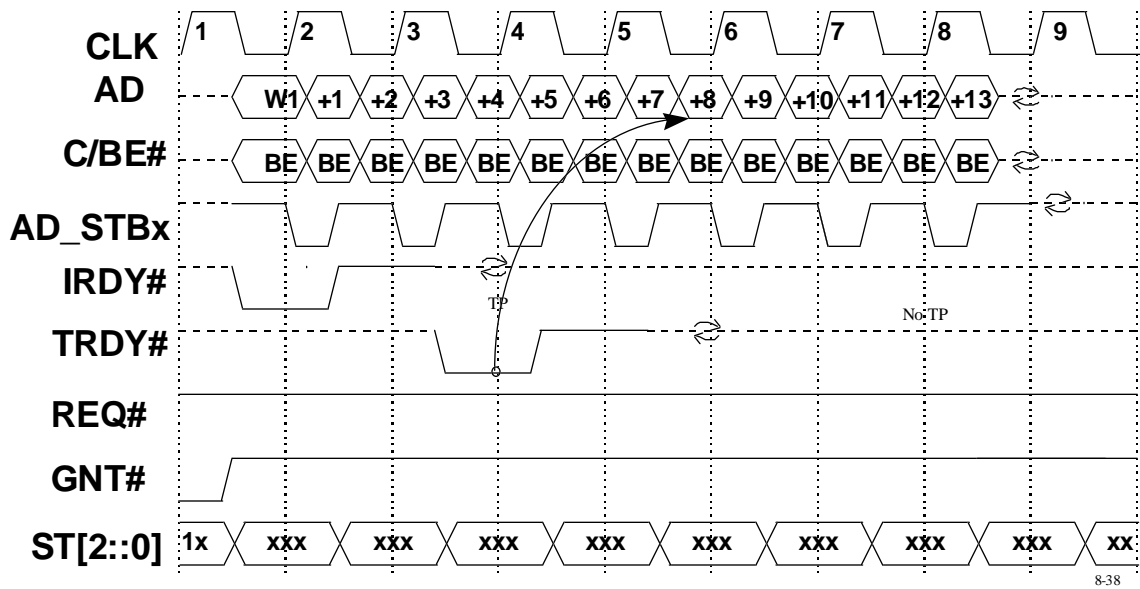 CLK 1 2 3 4 5 6 7 8 9
AD W1 +1 +2 +3 +4 +5 +6 +7 +8 +9 +10 +11 +12 +13
C/BE# BE BE BE BE BE BE BE BE BE BE BE BE BE BE
AD_STBx
IRDY#
TP No TP
TRDY#
REQ#
GNT#
ST[2::0] 1x xxx xxx xxx xxx xxx xxx xxx xxx xx
8-38